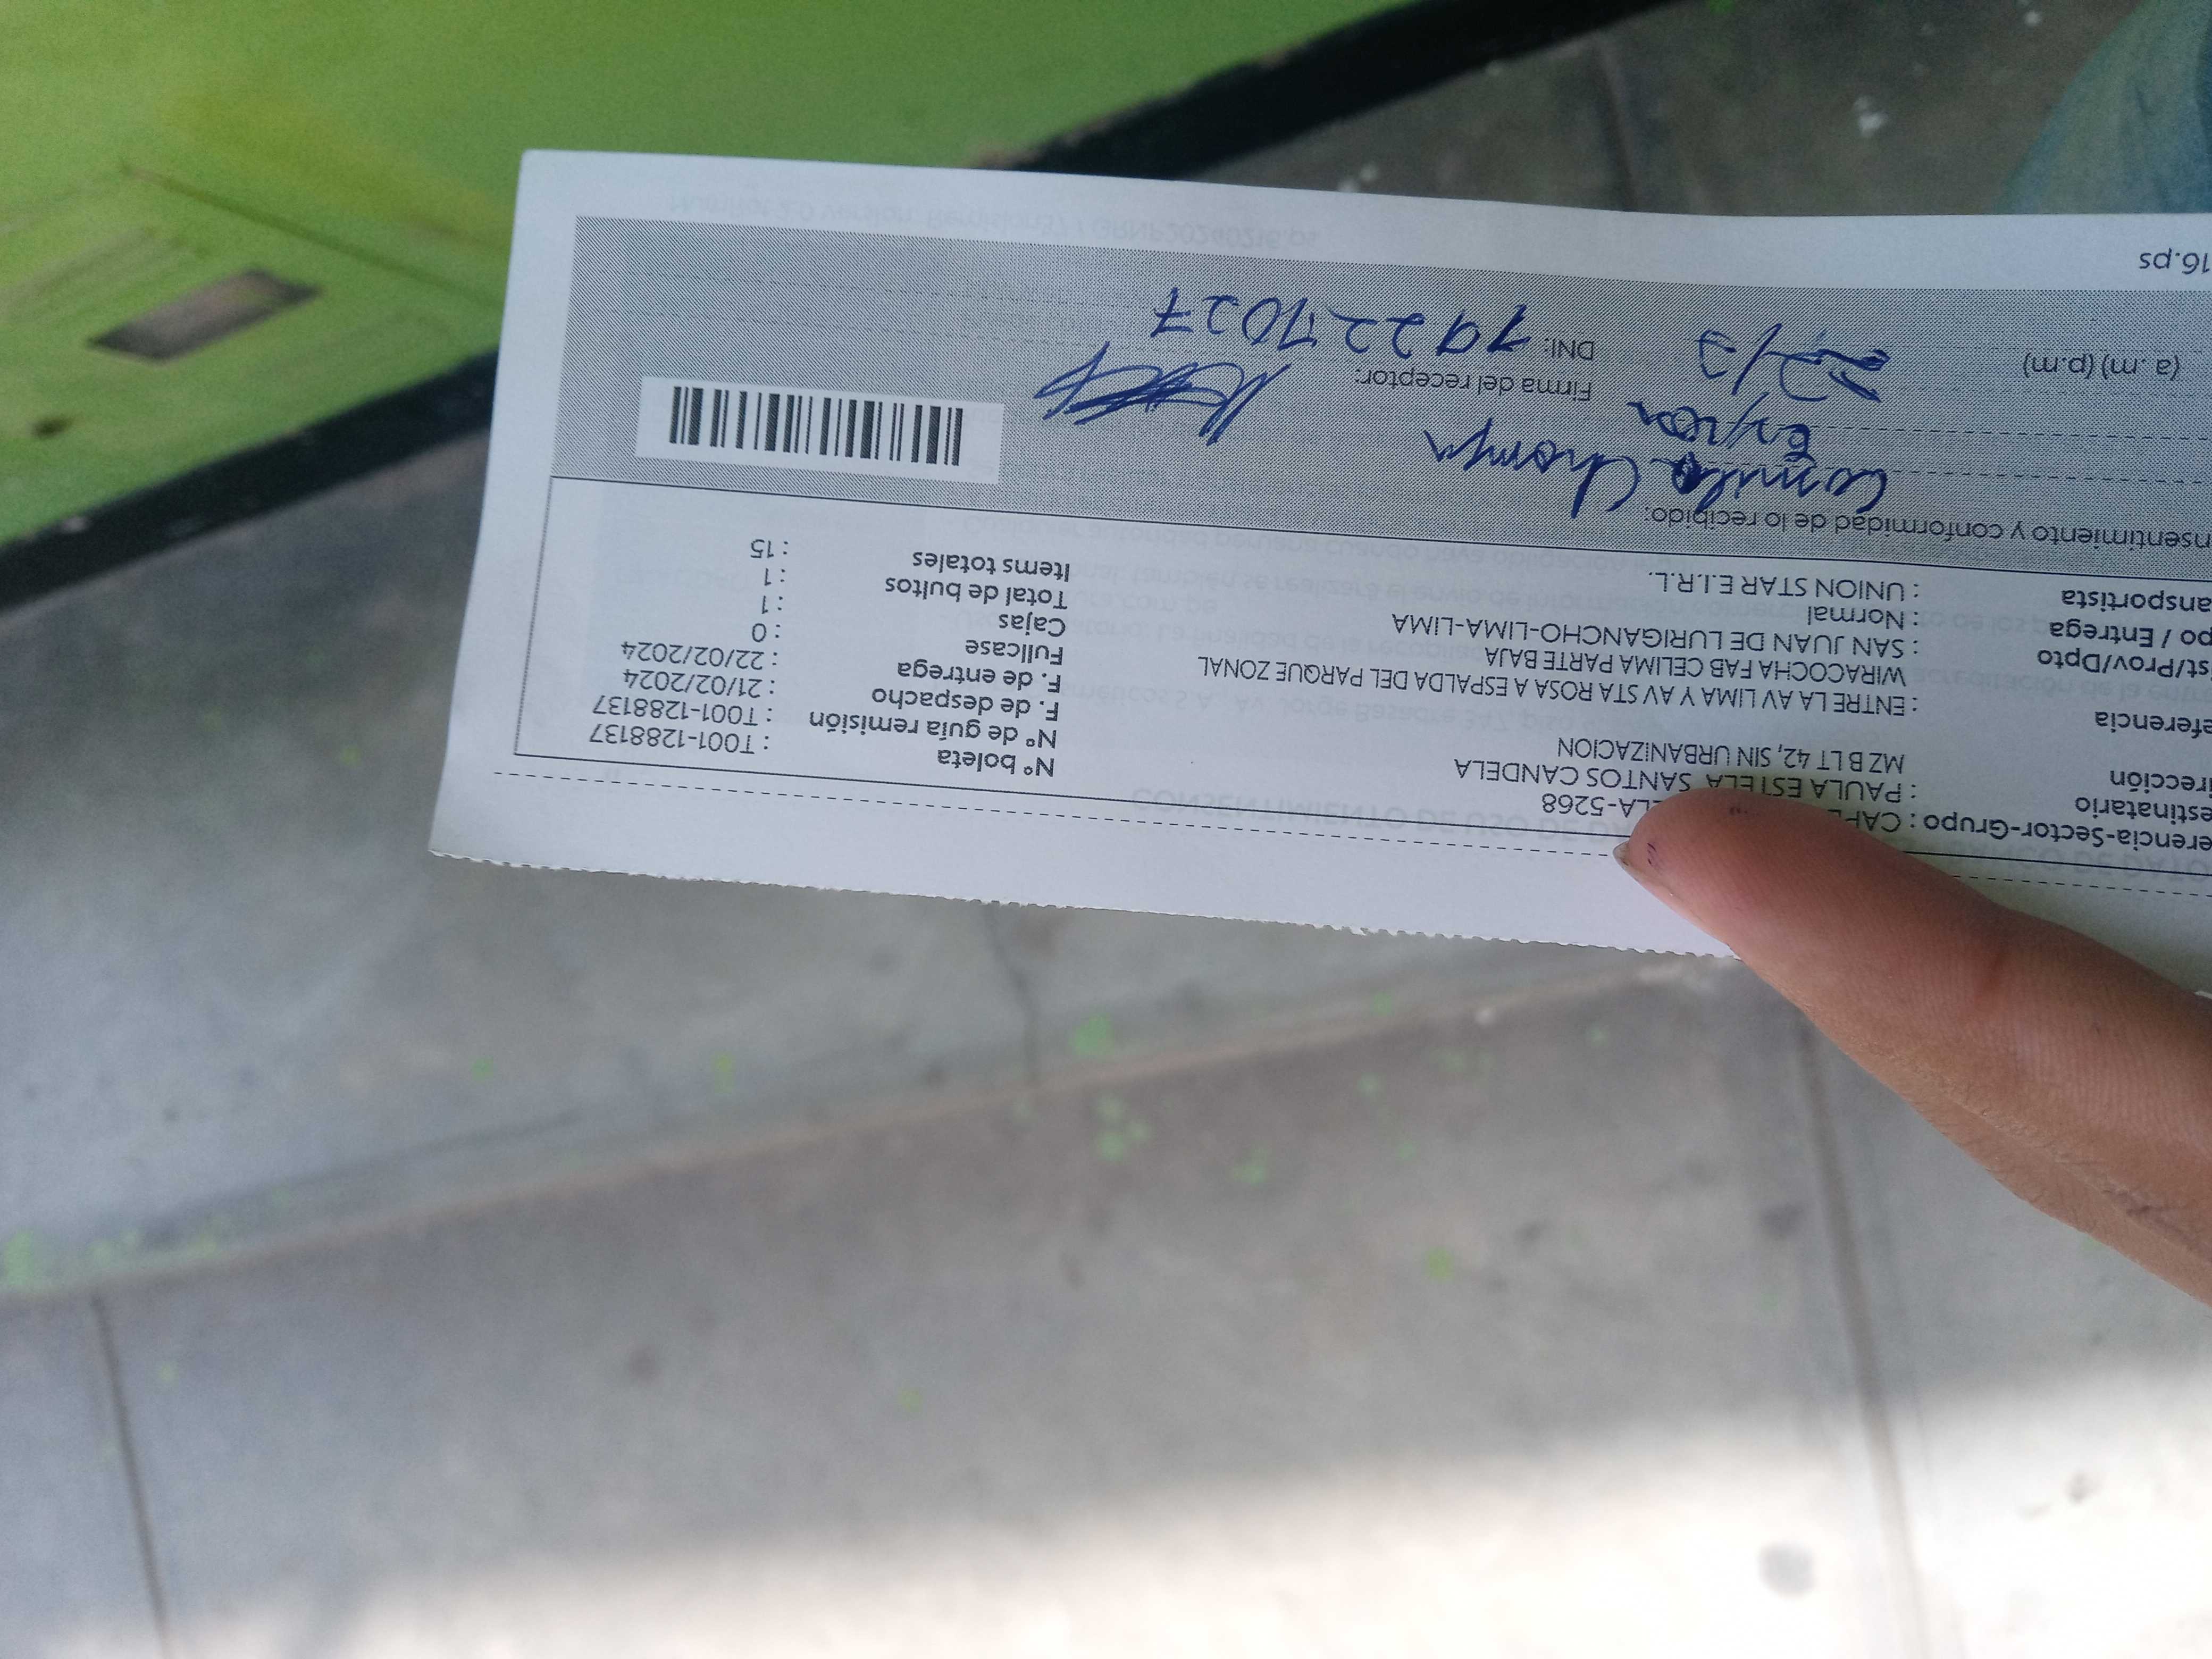 erencia-Sector-Grupo : CAFE LA-5268
estinatario : PAULA ESTELA SANTOS CANDELA
irección MZ B LT 42, SIN URBANIZACION
eferencia : ENTRE LA AV LIMA Y AV STA ROSA A ESPALDA DEL PARQUE ZONAL
WIRACCOCHA FAB CELIMA PARTE BAJA
st/Prov/Dpto : SAN JUAN DE LURIGANCHO-LIMA-LIMA
po / Entrega : Normal
ansportista : UNION STAR E.I.R.L.
N° boleta : T001-1288137
N° de guía remisión : T001-1288137
F. de despacho : 21/02/2024
F. de entrega : 22/02/2024
Fullcase : 0
Cajas : 1
Total de bultos : 1
Items totales : 15
nsentimiento y conformidad de lo recibido:
Firma del receptor:
(a .m) (p.m)
DNI: 79227027
16.ps